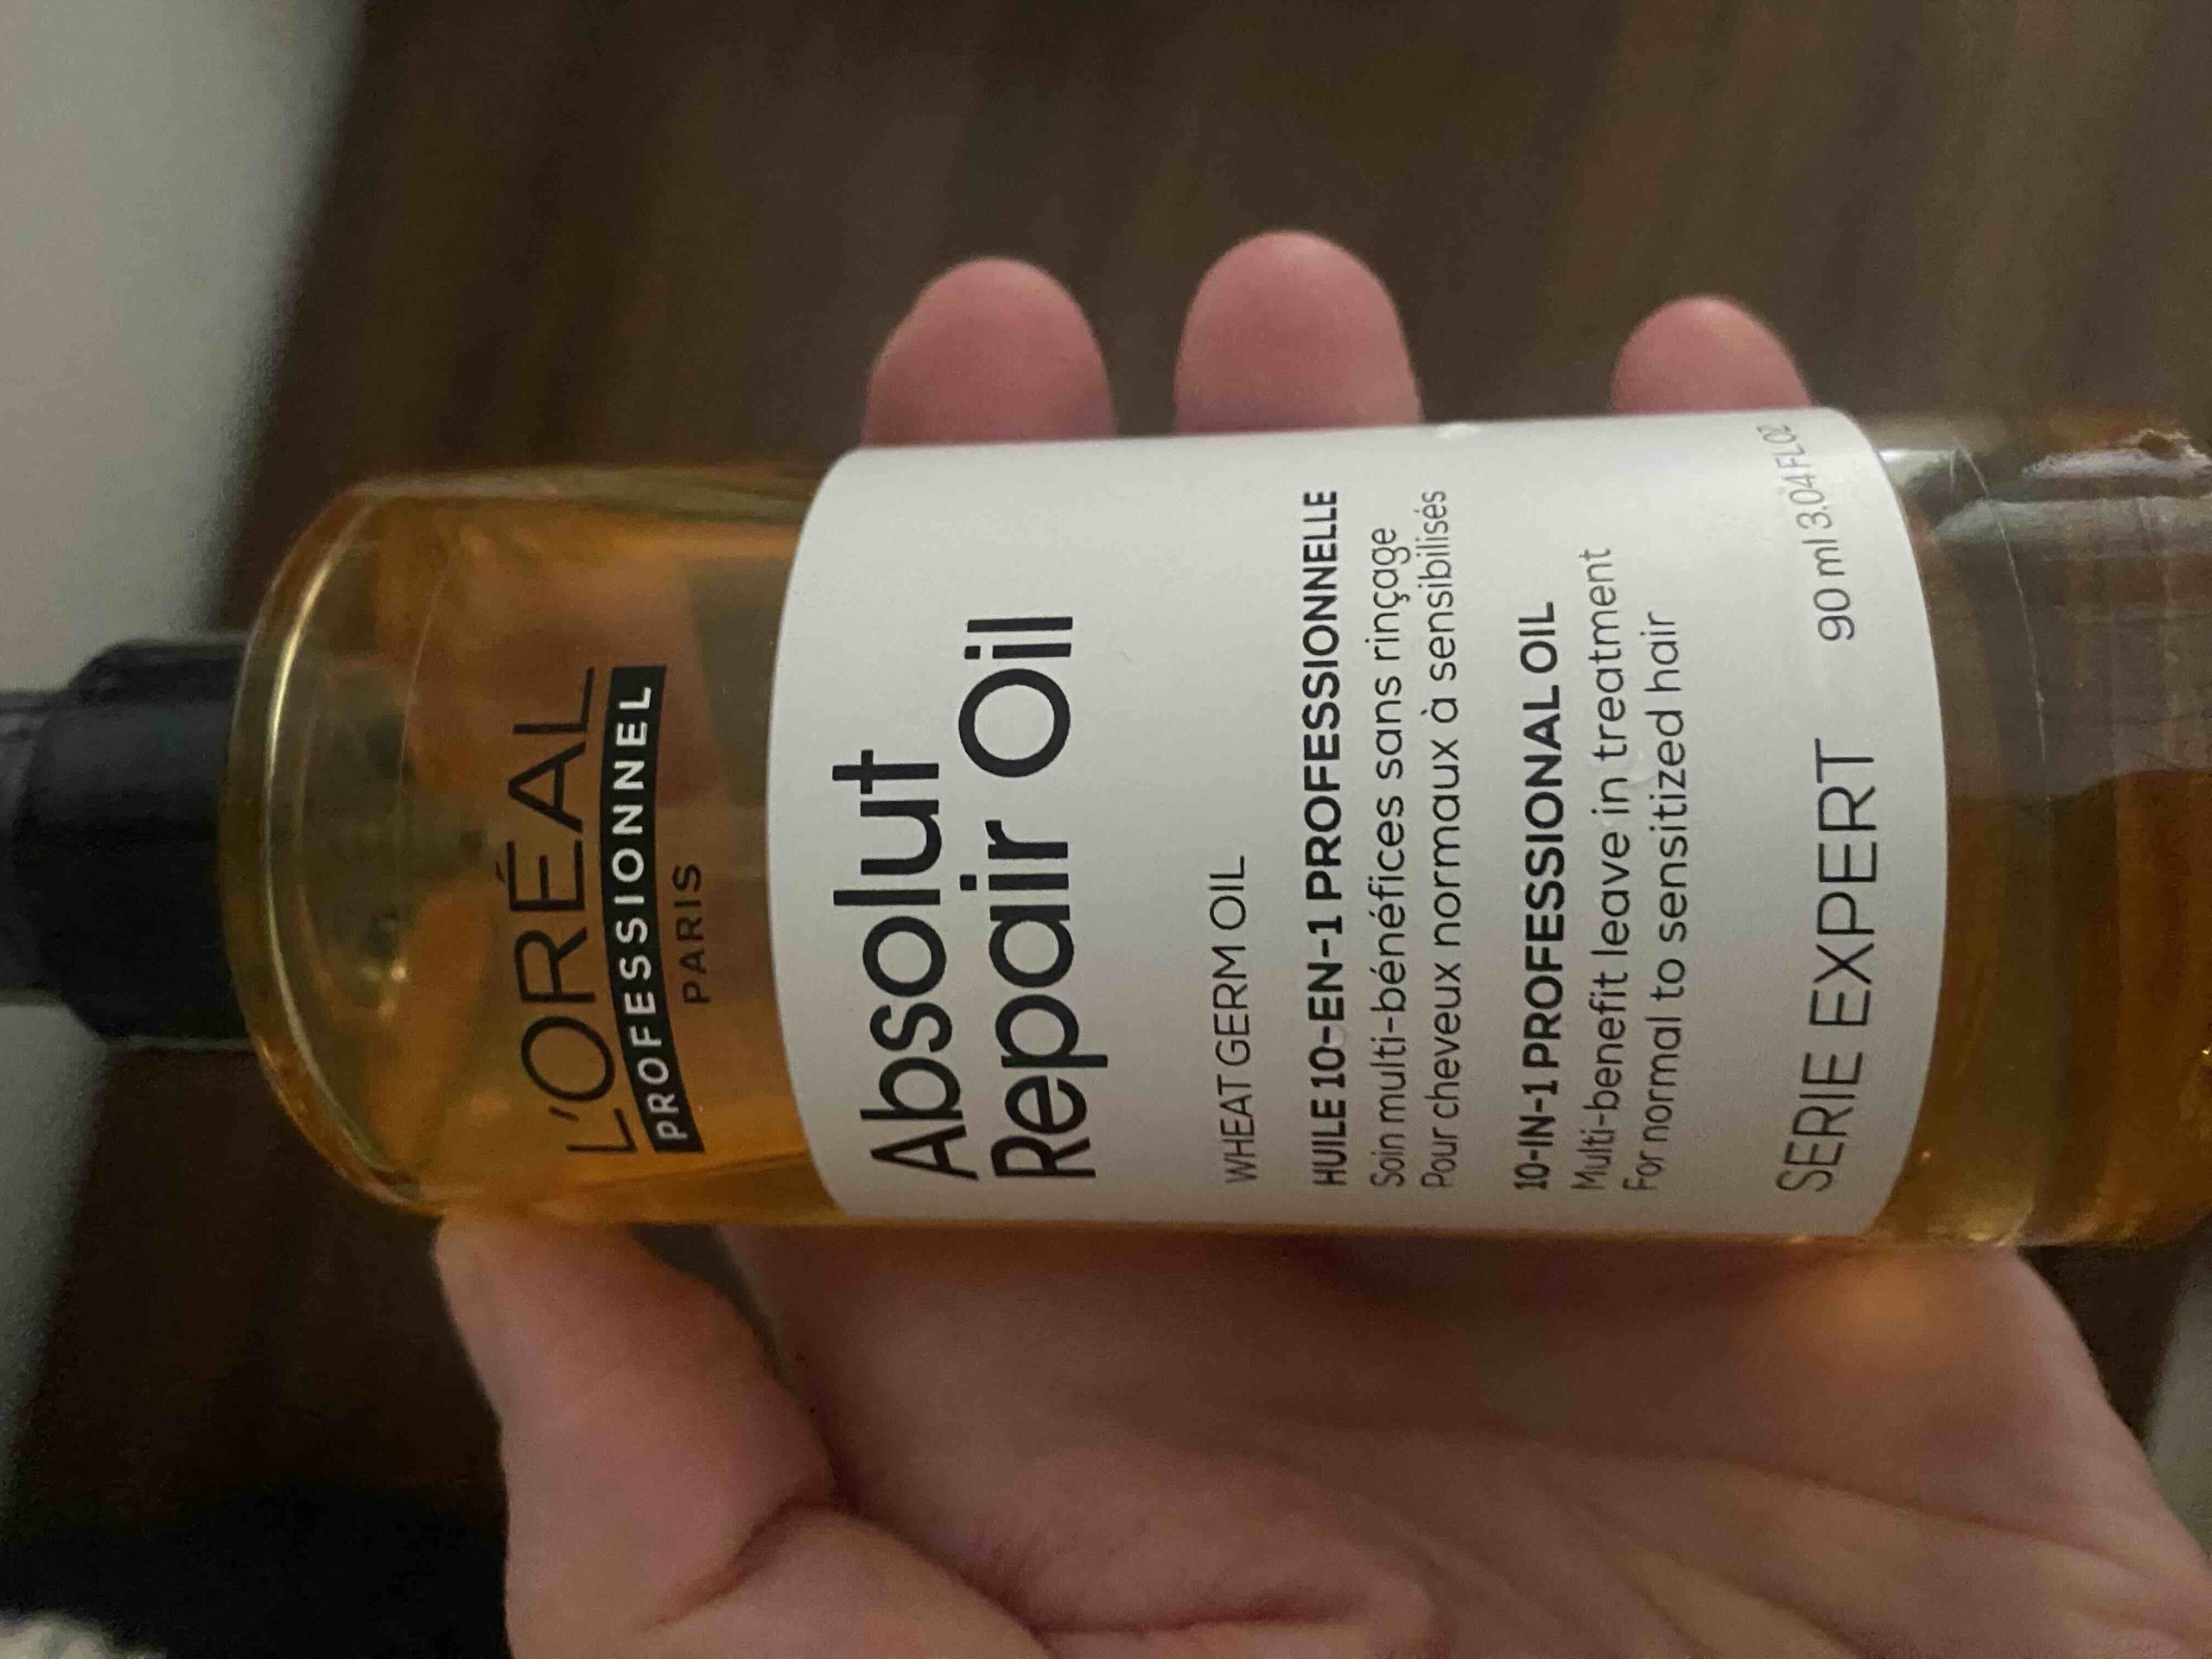 L'ORÉAL
PROFESSIONNEL
PARIS
Absolut
Repair Oil
WHEAT GERM OIL
HUILE 10-EN-1 PROFESSIONNELLE
Soin multi-bénéfices sans rinçage
Pour cheveux normaux à sensibilisés
10-IN-1 PROFESSIONAL OIL
Multi-benefit leave in treatment
For normal to sensitized hair
SERIE EXPERT 90 ml 3.04 FL OZ